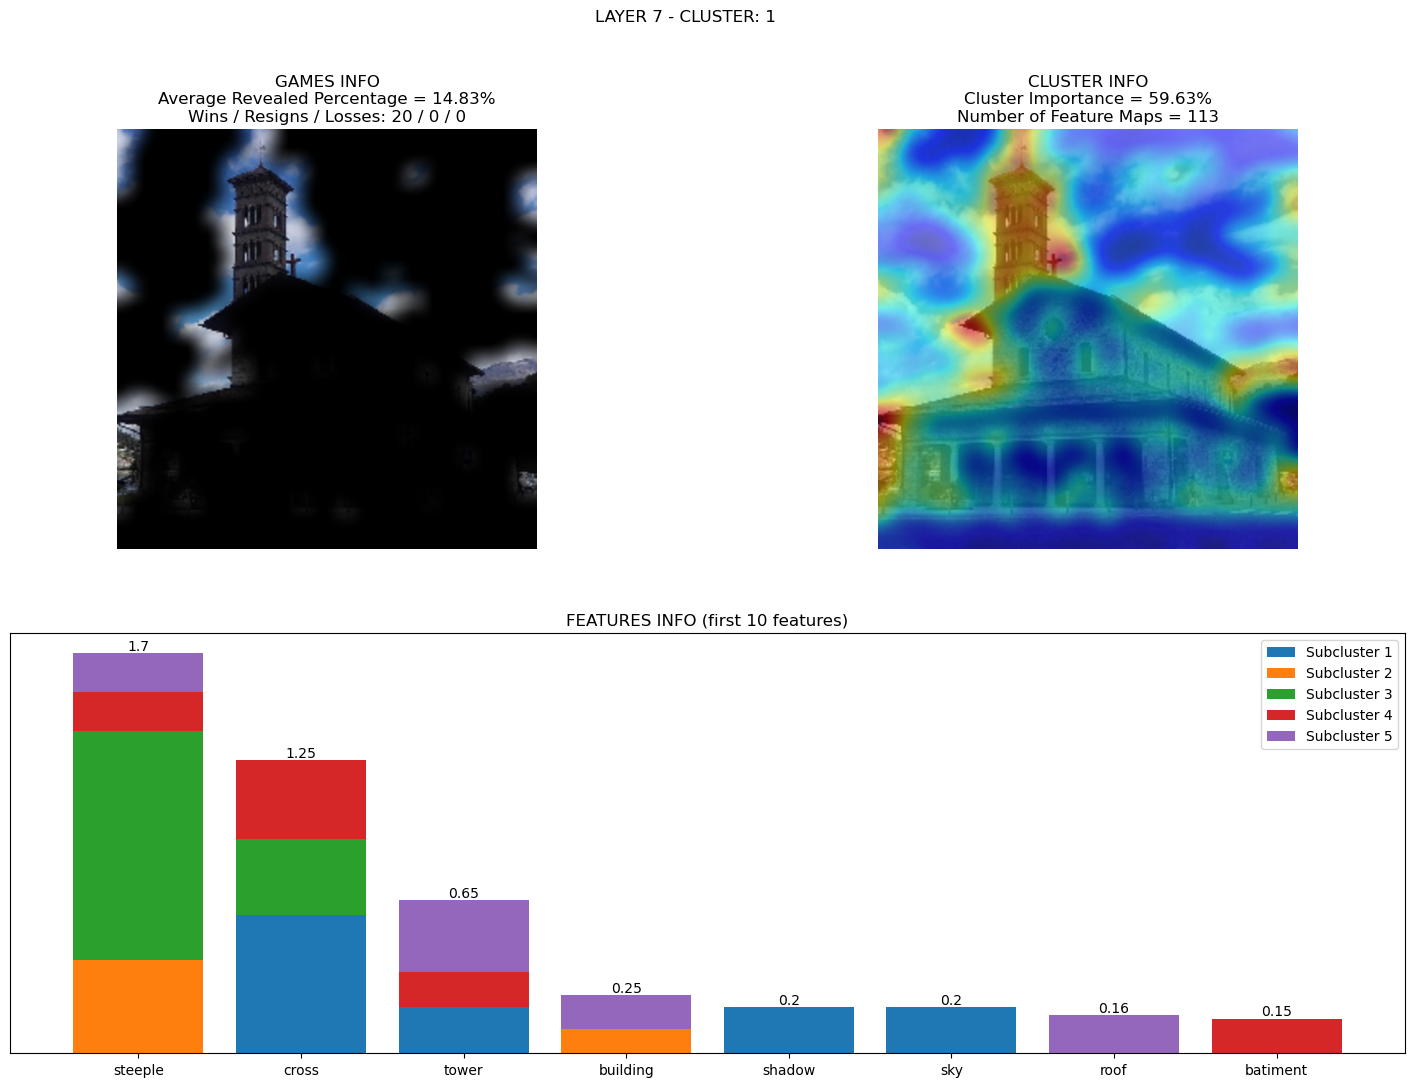 LAYER 7 - CLUSTER: 1
GAMES INFO
Average Revealed Percentage = 14.83%
Wins / Resigns / Losses: 20 / 0 / 0
CLUSTER INFO
Cluster Importance = 59.63%
Number of Feature Maps = 113
FEATURES INFO (first 10 features)
1.7
1.25
0.65
0.25
0.2
0.2
0.16
0.15
Subcluster 1
Subcluster 2
Subcluster 3
Subcluster 4
Subcluster 5
steeple
cross
tower
building
shadow
sky
roof
batiment